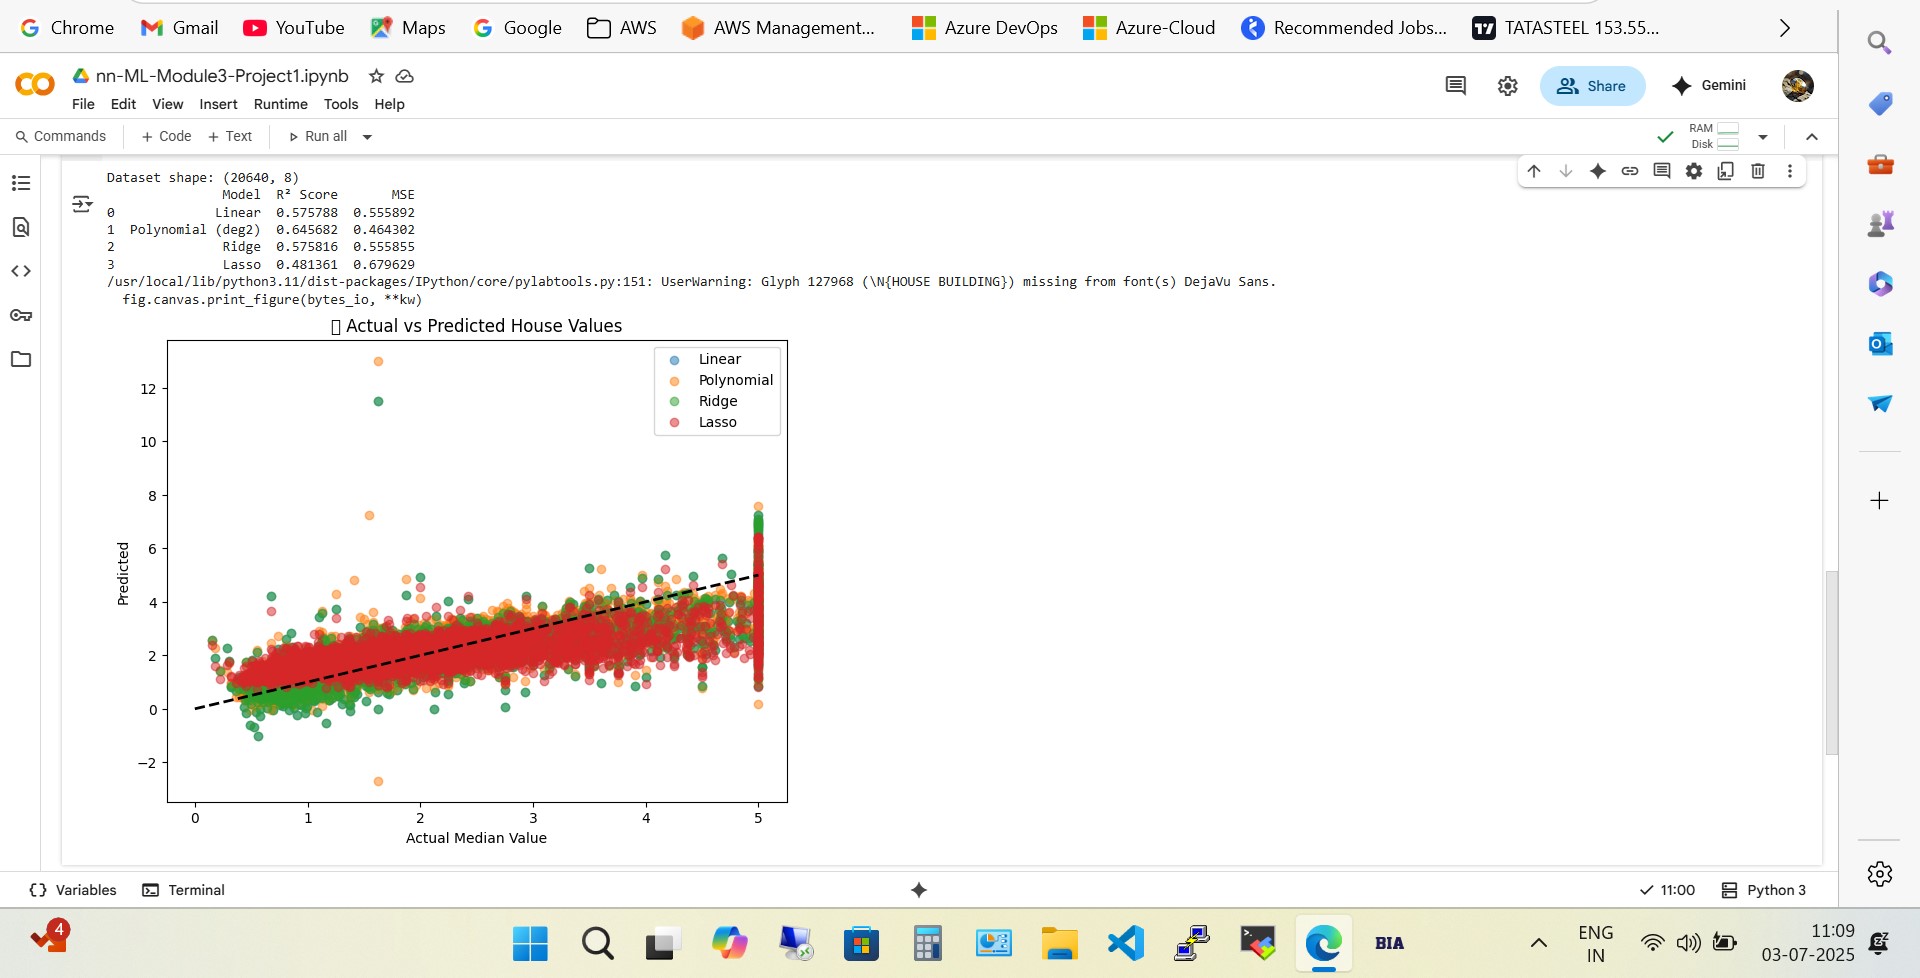 Chrome Gmail YouTube Maps Google AWS AWS Management... Azure DevOps Azure-Cloud Recommended Jobs... TATASTEEL 153.55...
nn-ML-Module3-Project1.ipynb
File Edit View Insert Runtime Tools Help
Share Gemini
Commands + Code + Text Run all
RAM
Disk
Dataset shape: (20640, 8)
Model R² Score MSE
0 Linear 0.575788 0.555892
1 Polynomial (deg2) 0.645682 0.464302
2 Ridge 0.575816 0.555855
3 Lasso 0.481361 0.679629
/usr/local/lib/python3.11/dist-packages/IPython/core/pylabtools.py:151: UserWarning: Glyph 127968 (\N{HOUSE BUILDING}) missing from font(s) DejaVu Sans.
fig.canvas.print_figure(bytes_io, **kw)
▯ Actual vs Predicted House Values
Linear
Polynomial
Ridge
Lasso
12
10
8
6
4
2
0
−2
Predicted
0 1 2 3 4 5
Actual Median Value
{} Variables Terminal 11:00 Python 3
4
BIA
ENG
IN
11:09
03-07-2025